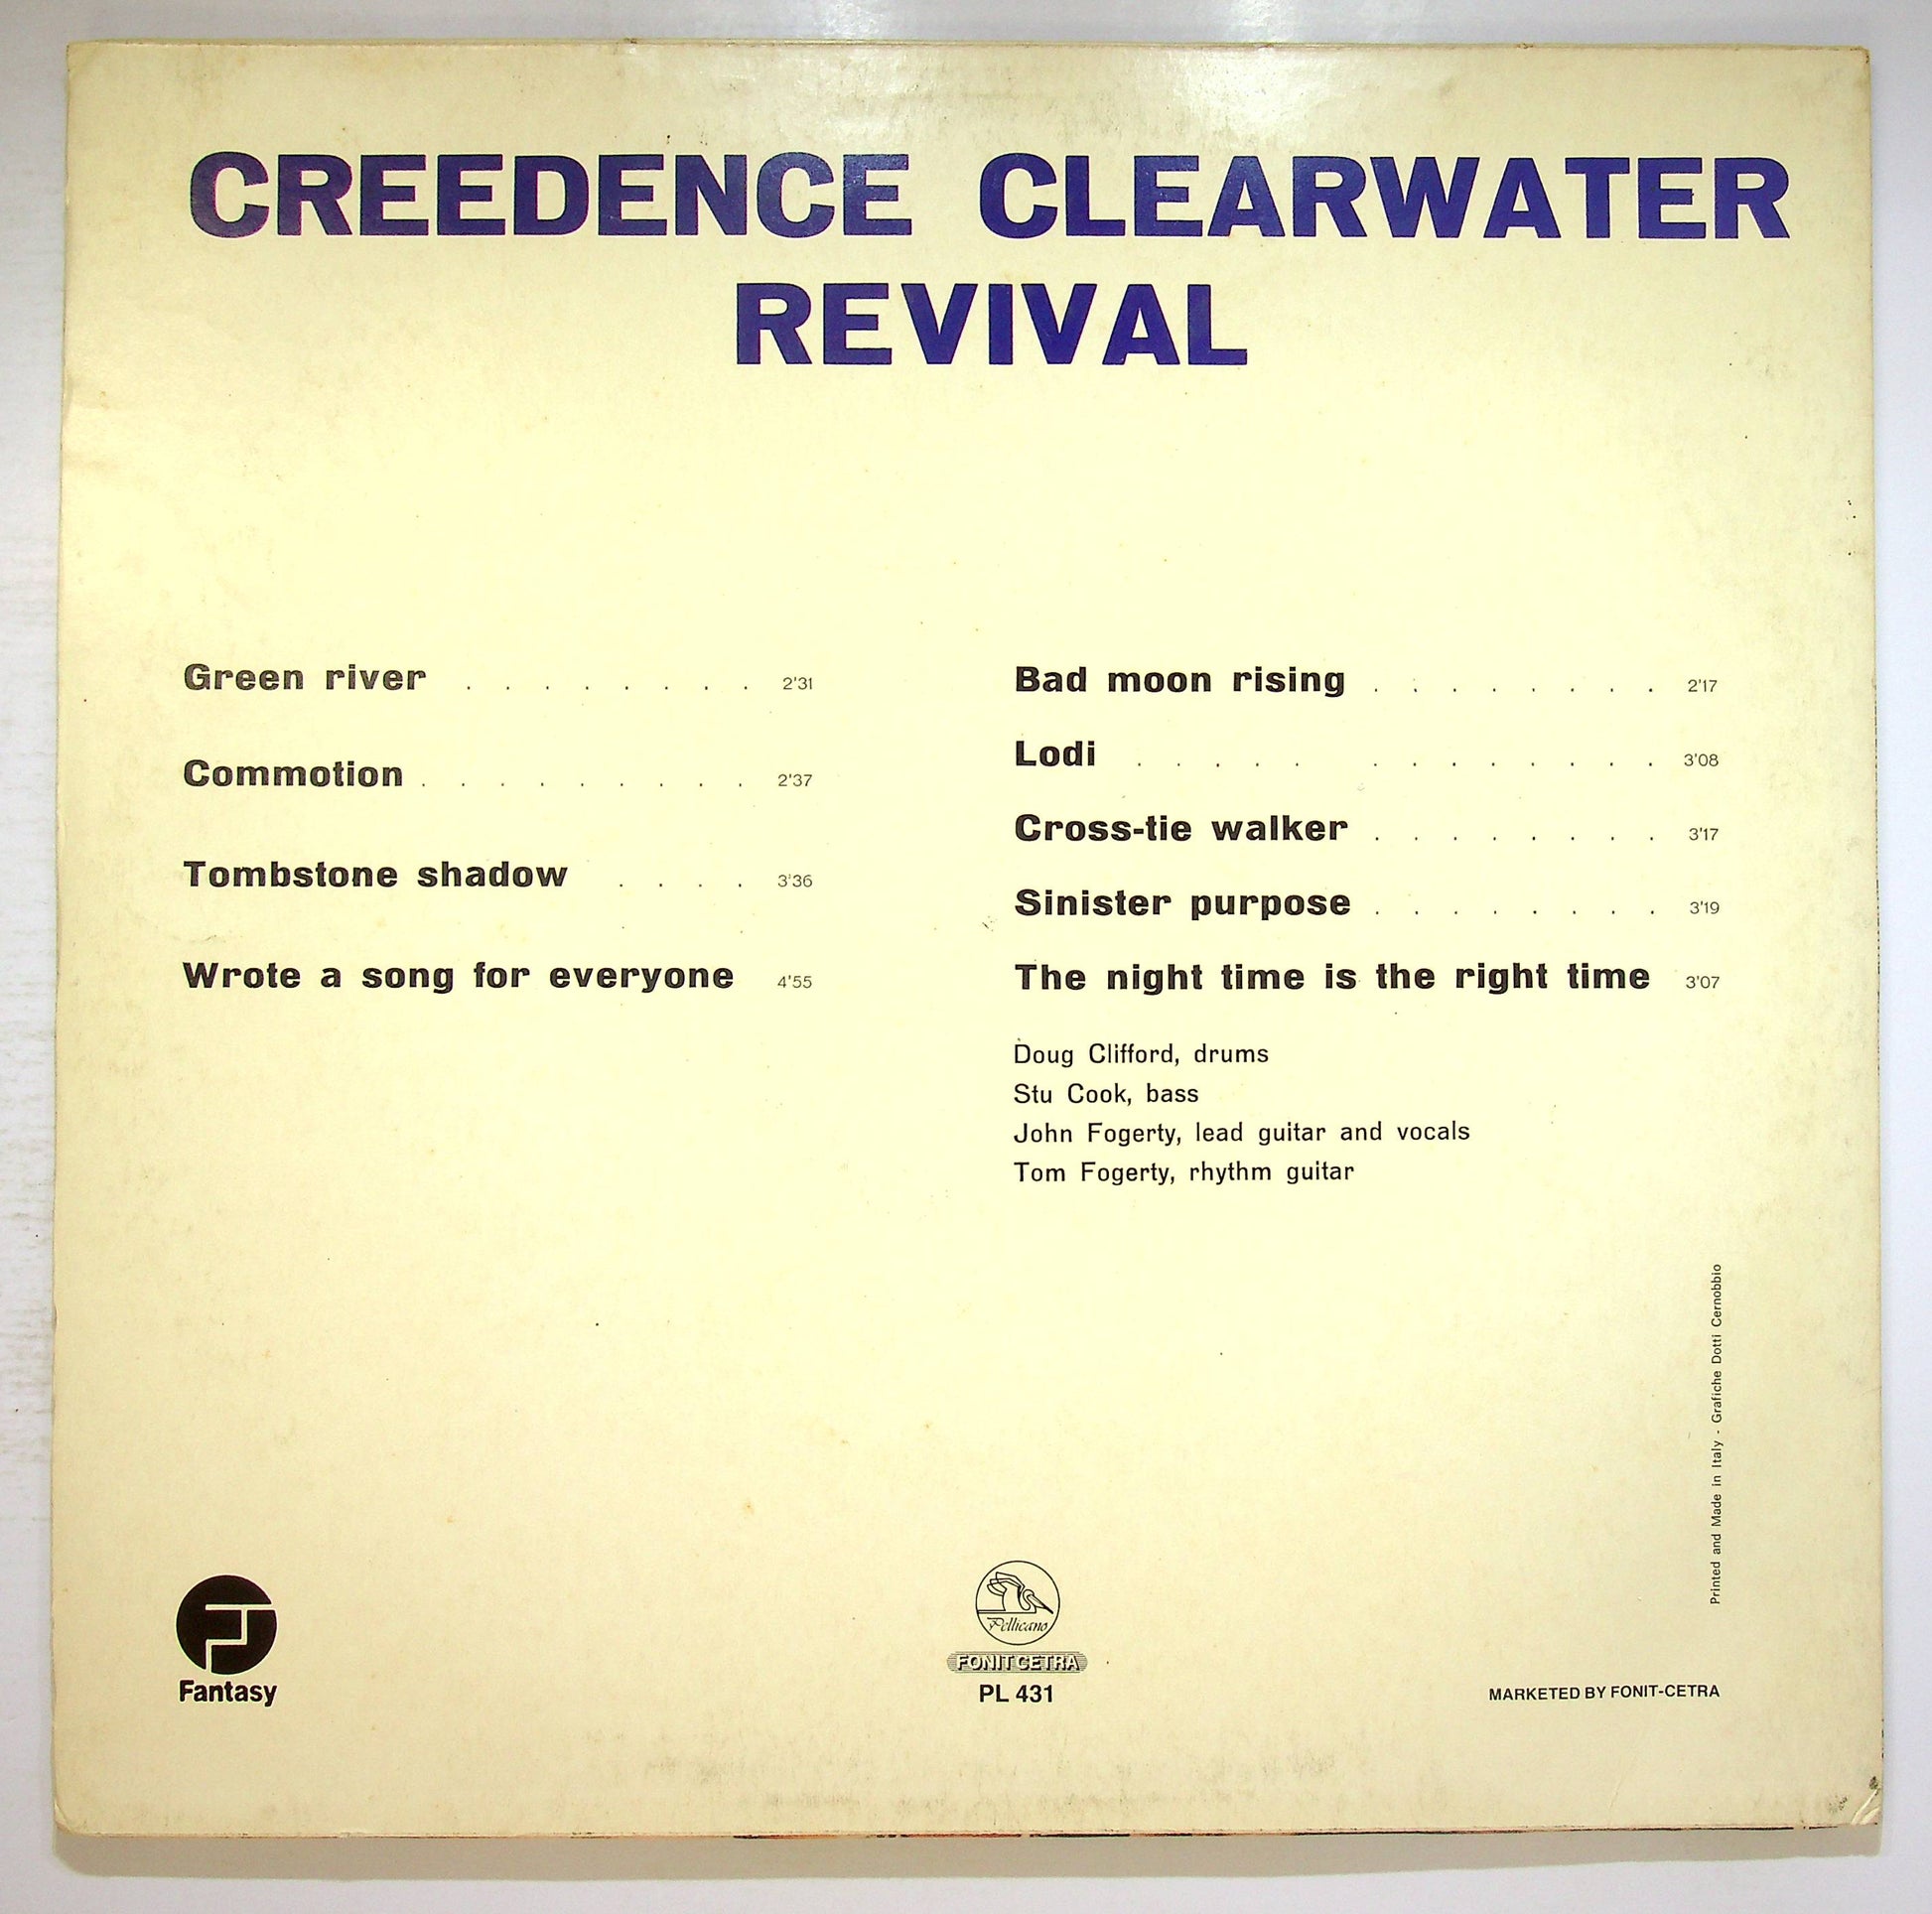 CREEDENCE CLEARWATER
REVIVAL
Green river . . . . . . . . 2'31
Commotion . . . . . . . . . 2'37
Tombstone shadow . . . . 3'36
Wrote a song for everyone 4'55
Bad moon rising . . . . . . . . 2'17
Lodi . . . . . . . . . . . . . 3'08
Cross-tie walker . . . . . . . . 3'17
Sinister purpose . . . . . . . . 3'19
The night time is the right time 3'07
Doug Clifford, drums
Stu Cook, bass
John Fogerty, lead guitar and vocals
Tom Fogerty, rhythm guitar
Printed and Made in Italy - Grafiche Dotti Cernobbio
Fantasy
Pellicano
FONIT CETRA
PL 431
MARKETED BY FONIT-CETRA